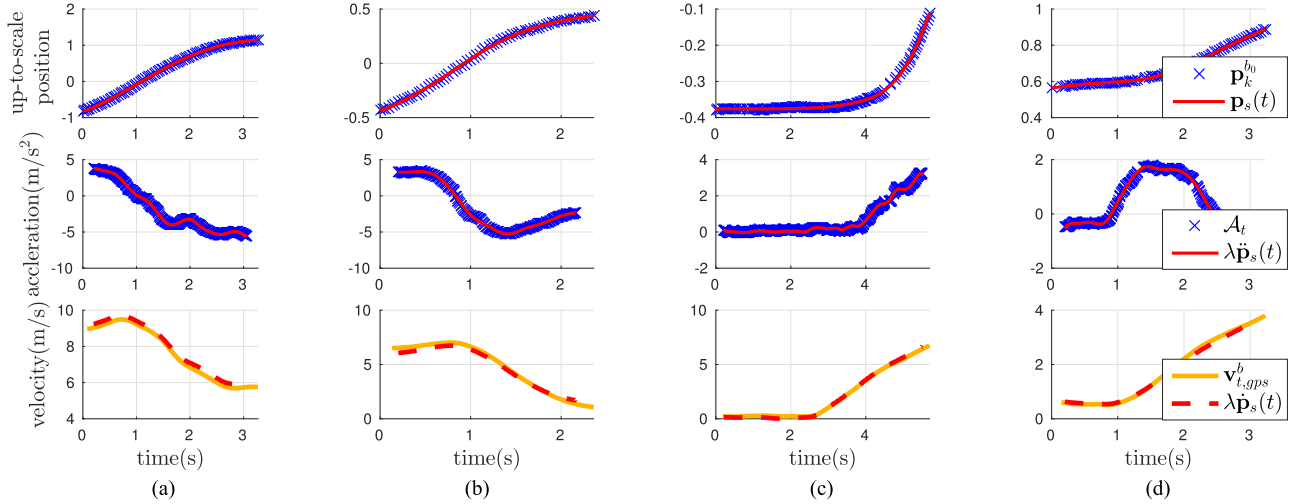 up-to-scale
position
2
1
0
-1
0 1 2 3
0.5
0
-0.5
0 1 2
-0.1
-0.2
-0.3
-0.4
0 2 4
1
0.8
0.6
0.4
0 1 2 3
× p_k^{b_0}
p_s(t)
accleration(m/s²)
5
0
-5
-10
0 1 2 3
5
0
-5
-10
0 1 2
4
2
0
-2
0 2 4
2
0
-2
0 1 2 3
× 𝒜_t
λp̈_s(t)
velocity(m/s)
10
8
6
4
0 1 2 3
10
5
0
0 1 2
10
5
0
0 2 4
4
2
0
0 1 2 3
v_{t,gps}^b
λṗ_s(t)
time(s) time(s) time(s) time(s)
(a) (b) (c) (d)